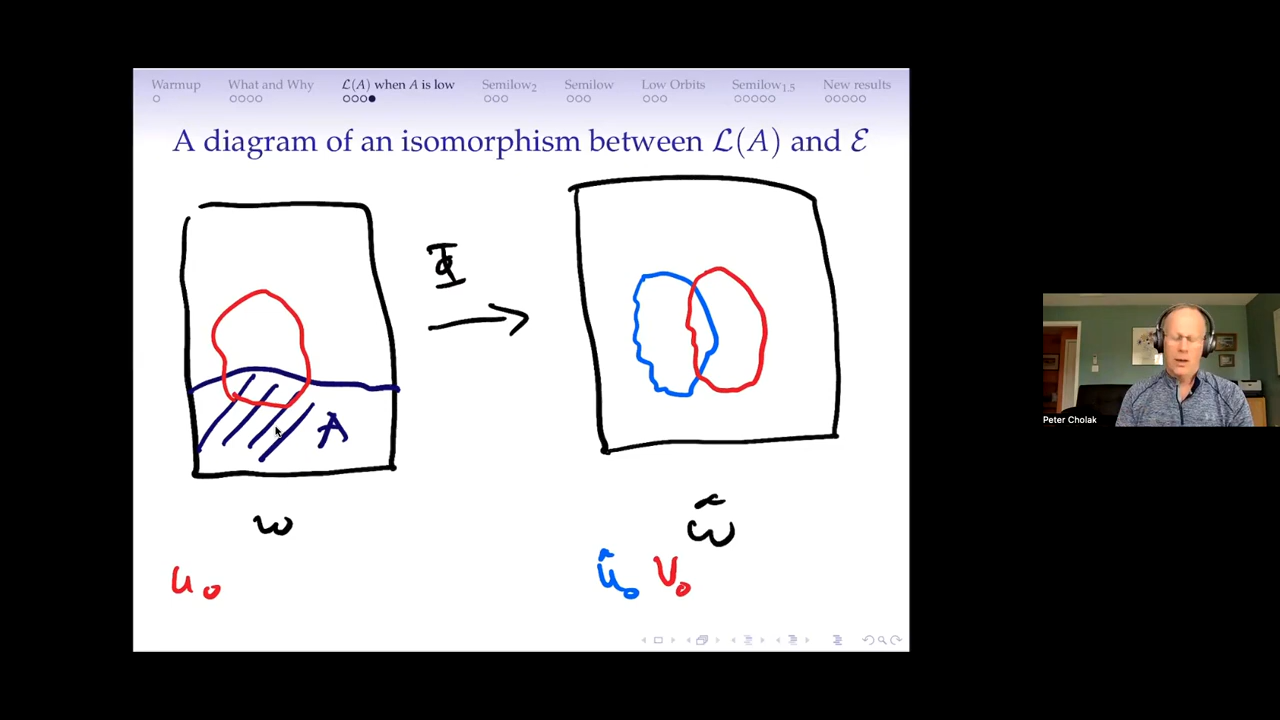 Warmup What and Why ℒ(A) when A is low Semilow₂ Semilow Low Orbits Semilow₁.₅ New results
A diagram of an isomorphism between ℒ(A) and ℰ
Φ
A
ω
ω̃
u₀
ũ₀ V₀
Peter Cholak